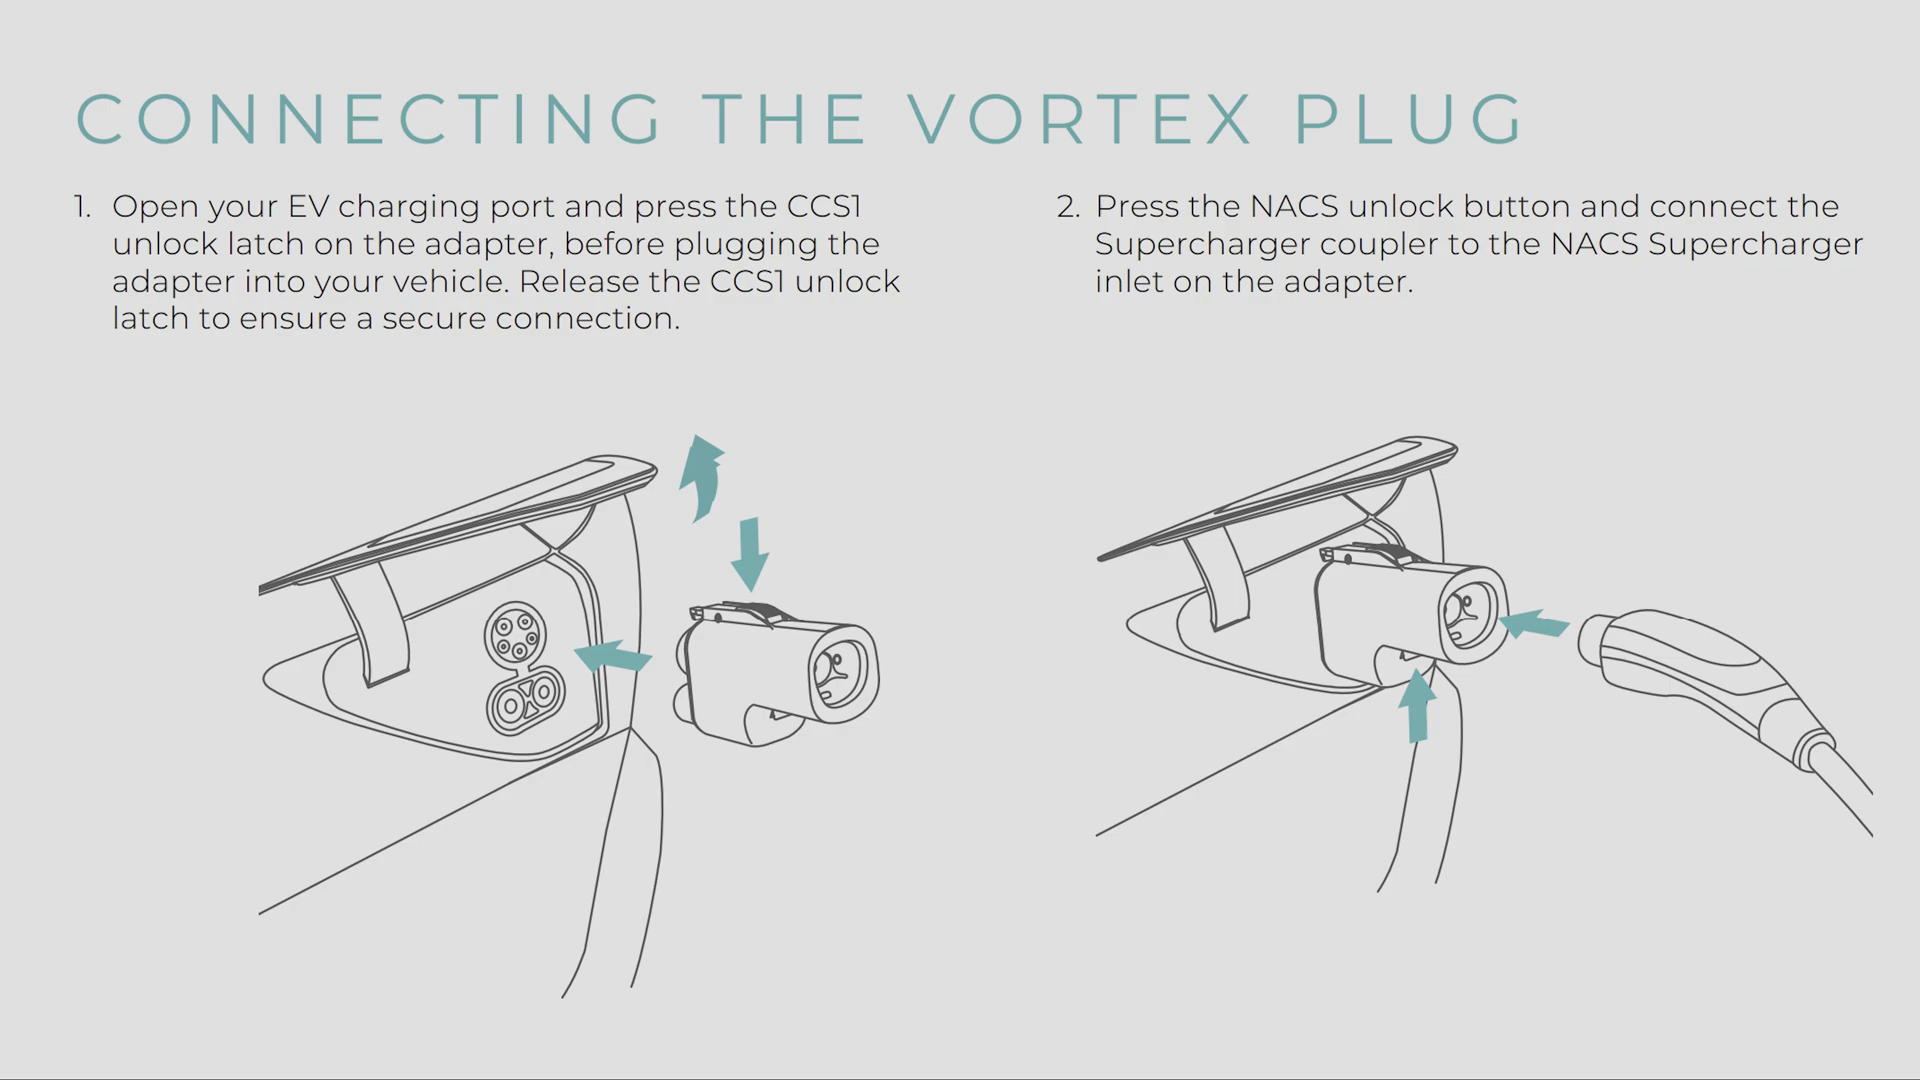 CONNECTING THE VORTEX PLUG
1. Open your EV charging port and press the CCS1
unlock latch on the adapter, before plugging the
adapter into your vehicle. Release the CCS1 unlock
latch to ensure a secure connection.
2. Press the NACS unlock button and connect the
Supercharger coupler to the NACS Supercharger
inlet on the adapter.